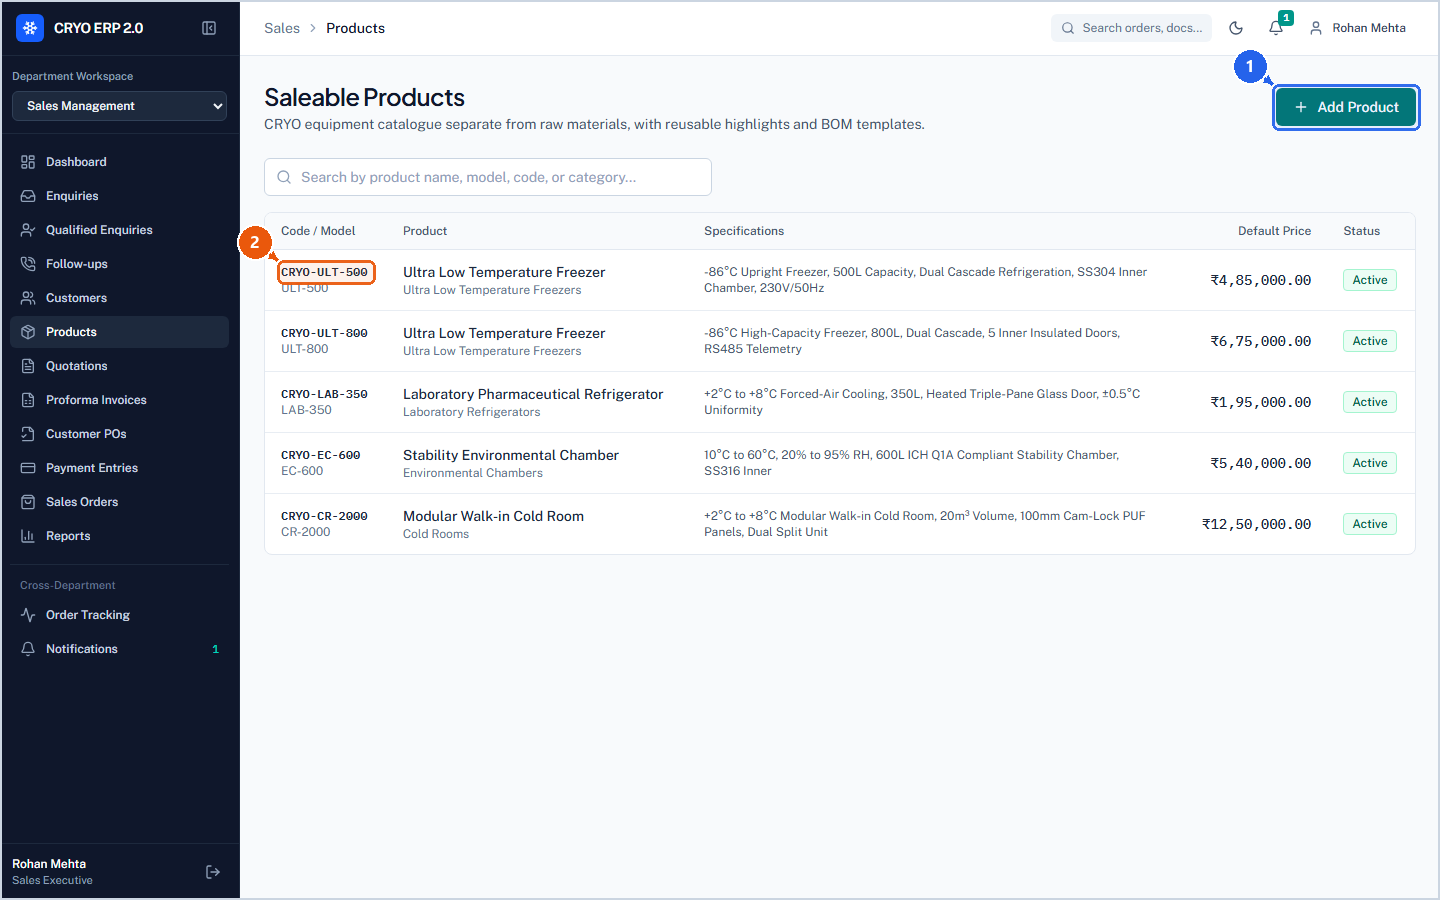 CRYO ERP 2.0
Department Workspace
Sales Management
Dashboard
Enquiries
Qualified Enquiries
Follow-ups
Customers
Products
Quotations
Proforma Invoices
Customer POs
Payment Entries
Sales Orders
Reports
Cross-Department
Order Tracking
Notifications 1
Rohan Mehta
Sales Executive
Sales > Products
Search orders, docs...
1
Rohan Mehta
1
Saleable Products
CRYO equipment catalogue separate from raw materials, with reusable highlights and BOM templates.
+ Add Product
Search by product name, model, code, or category...
2
Code / Model Product Specifications Default Price Status
CRYO-ULT-500 Ultra Low Temperature Freezer -86°C Upright Freezer, 500L Capacity, Dual Cascade Refrigeration, SS304 Inner ₹4,85,000.00 Active
ULT-500 Ultra Low Temperature Freezers Chamber, 230V/50Hz
CRYO-ULT-800 Ultra Low Temperature Freezer -86°C High-Capacity Freezer, 800L, Dual Cascade, 5 Inner Insulated Doors, ₹6,75,000.00 Active
ULT-800 Ultra Low Temperature Freezers RS485 Telemetry
CRYO-LAB-350 Laboratory Pharmaceutical Refrigerator +2°C to +8°C Forced-Air Cooling, 350L, Heated Triple-Pane Glass Door, ±0.5°C ₹1,95,000.00 Active
LAB-350 Laboratory Refrigerators Uniformity
CRYO-EC-600 Stability Environmental Chamber 10°C to 60°C, 20% to 95% RH, 600L ICH Q1A Compliant Stability Chamber, ₹5,40,000.00 Active
EC-600 Environmental Chambers SS316 Inner
CRYO-CR-2000 Modular Walk-in Cold Room +2°C to +8°C Modular Walk-in Cold Room, 20m³ Volume, 100mm Cam-Lock PUF ₹12,50,000.00 Active
CR-2000 Cold Rooms Panels, Dual Split Unit